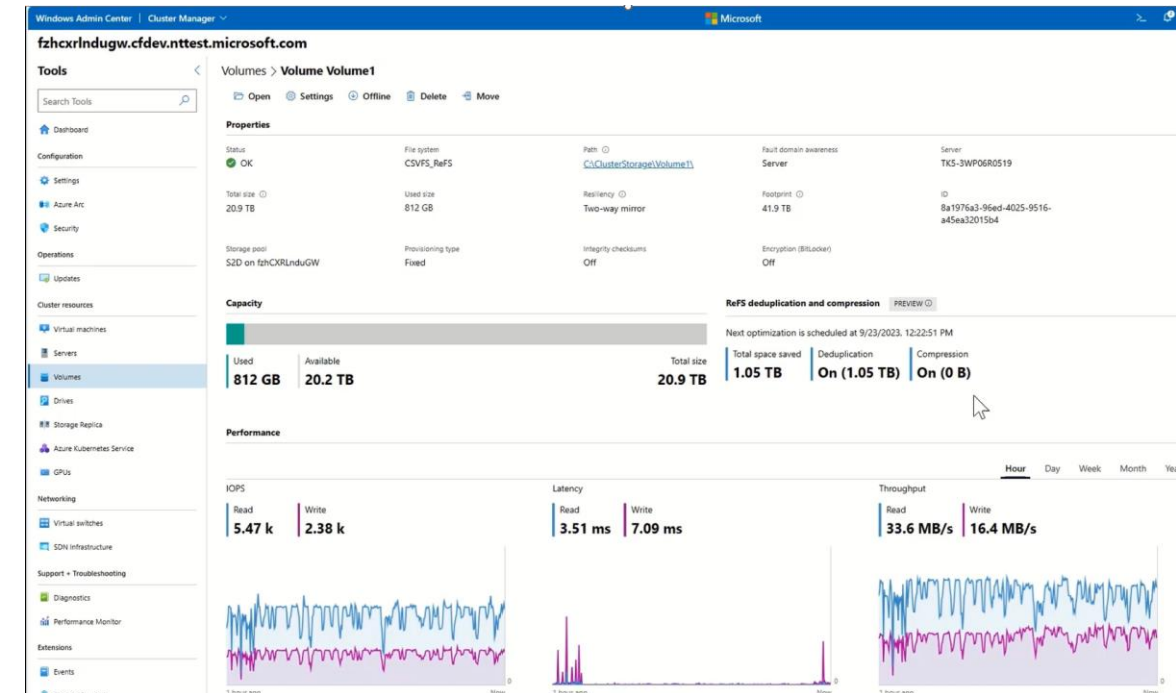 Windows Admin Center | Cluster Manager
Microsoft
fzhcxrlndugw.cfdev.nttest.microsoft.com
Tools
Search Tools
Dashboard
Configuration
Settings
Azure Arc
Security
Operations
Updates
Cluster resources
Virtual machines
Servers
Volumes
Drives
Storage Replica
Azure Kubernetes Service
GPUs
Networking
Virtual switches
SDN Infrastructure
Support + Troubleshooting
Diagnostics
Performance Monitor
Extensions
Events
Volumes > Volume Volume1
Open Settings Offline Delete Move
Properties
Status File system Path Fault domain awareness Server
OK CSVFS_ReFS C:\ClusterStorage\Volume1\ Server TK5-3WP06R0519
Total size Used size Resiliency Footprint ID
20.9 TB 812 GB Two-way mirror 41.9 TB 8a1976a3-96ed-4025-9516-
a45ea32015b4
Storage pool Provisioning type Integrity checksums Encryption (BitLocker)
S2D on fzhCXRLnduGW Fixed Off Off
Capacity
Used Available Total size
812 GB 20.2 TB 20.9 TB
ReFS deduplication and compression PREVIEW
Next optimization is scheduled at 9/23/2023, 12:22:51 PM
Total space saved Deduplication Compression
1.05 TB On (1.05 TB) On (0 B)
Performance
Hour Day Week Month
IOPS Latency Throughput
Read Write Read Write Read Write
5.47 k 2.38 k 3.51 ms 7.09 ms 33.6 MB/s 16.4 MB/s
0 0 0